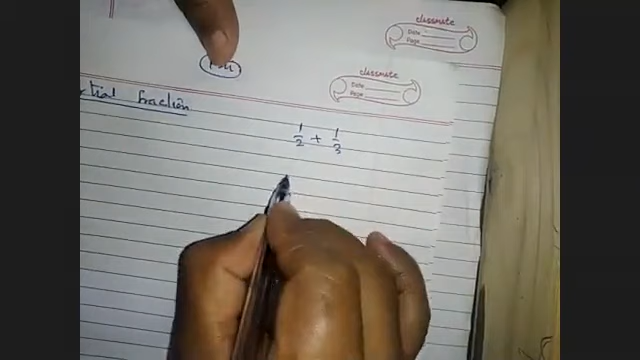 classmate
Date
Page
classmate
Date
Page
fraction
1/2 + 1/3